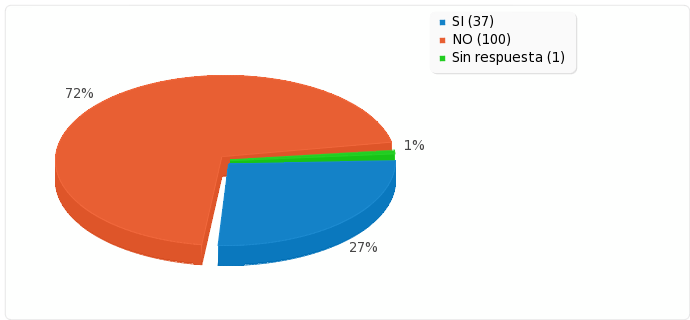 SI (37)
NO (100)
Sin respuesta (1)
72%
1%
27%